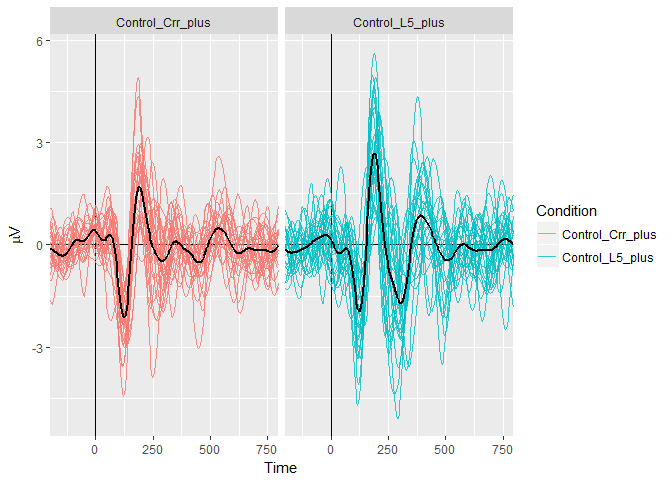 Control_Crr_plus
Control_L5_plus
6
3
0
-3
μV
0
250
500
750
0
250
500
750
Time
Condition
Control_Crr_plus
Control_L5_plus